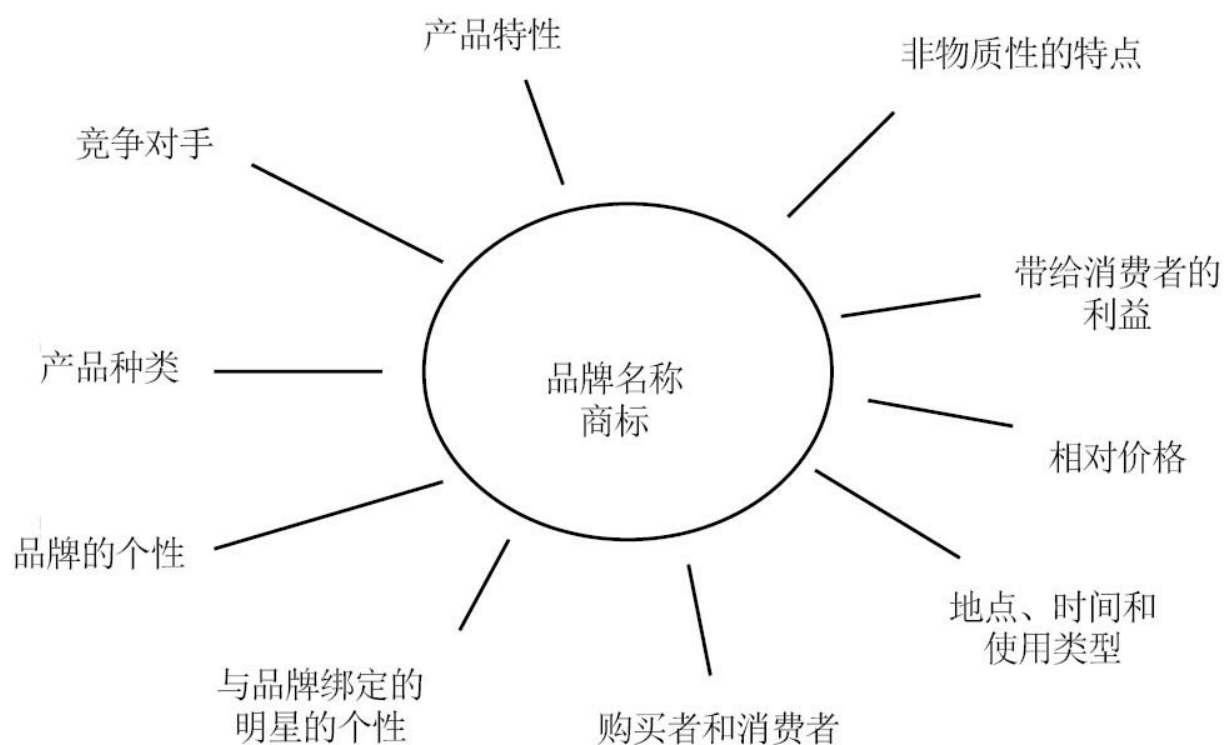 产品特性
非物质性的特点
竞争对手
带给消费者的
利益
产品种类
品牌名称
商标
相对价格
品牌的个性
地点、时间和
使用类型
与品牌绑定的
明星的个性
购买者和消费者